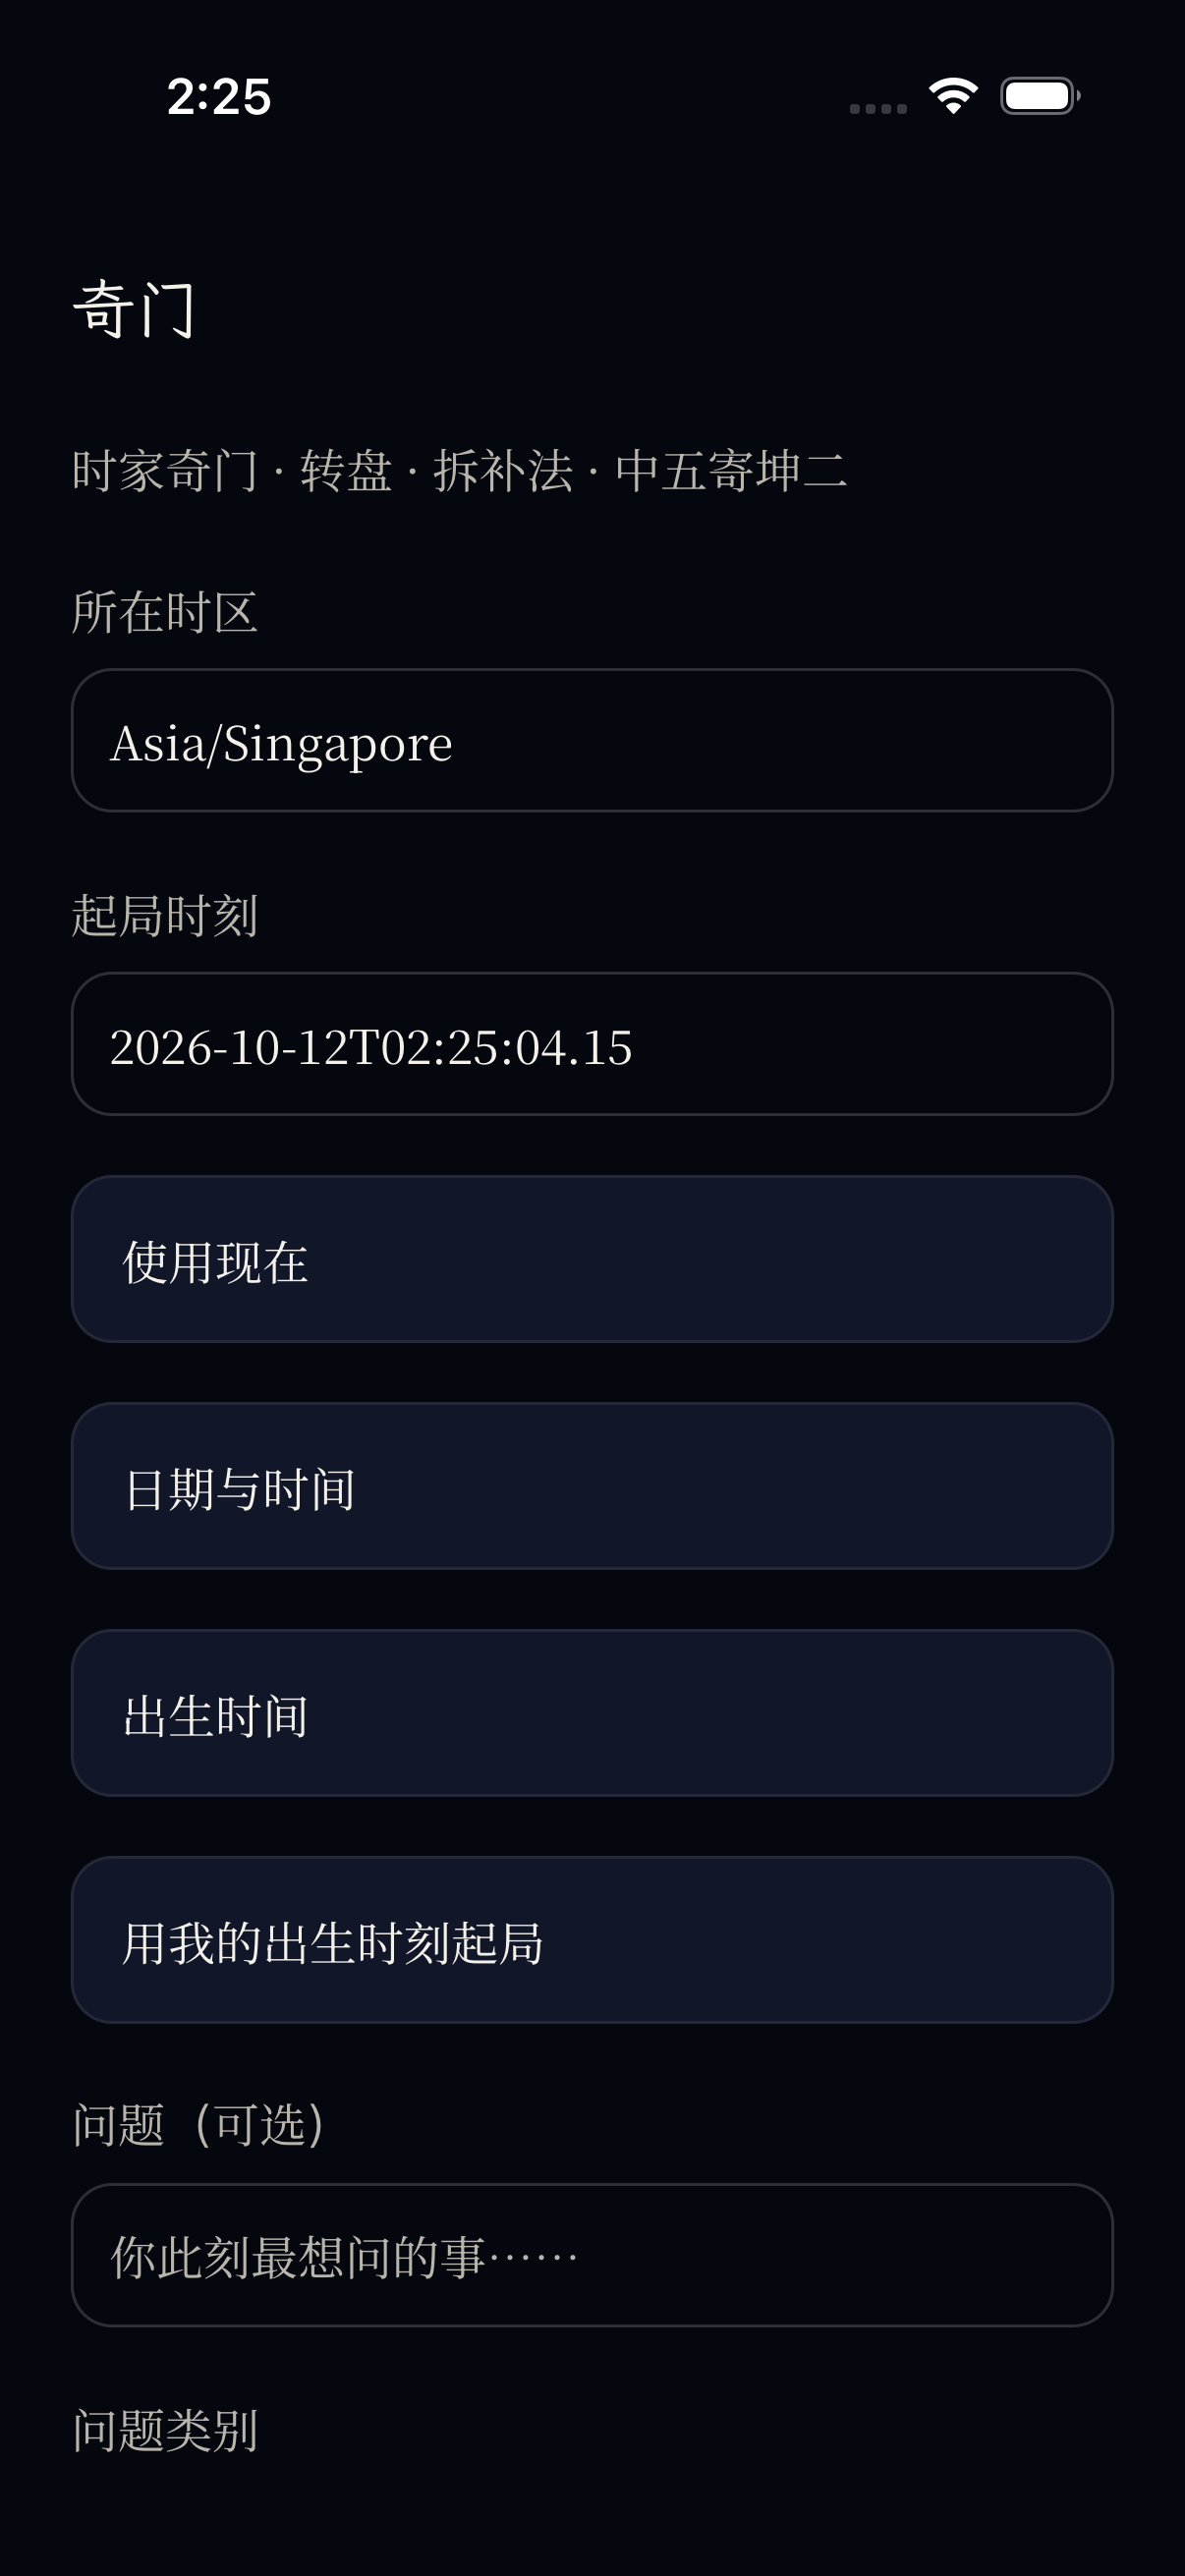 2:25
奇门
时家奇门 · 转盘 · 拆补法 · 中五寄坤二
所在时区
Asia/Singapore
起局时刻
2026-10-12T02:25:04.15
使用现在
日期与时间
出生时间
用我的出生时刻起局
问题（可选）
你此刻最想问的事……
问题类别